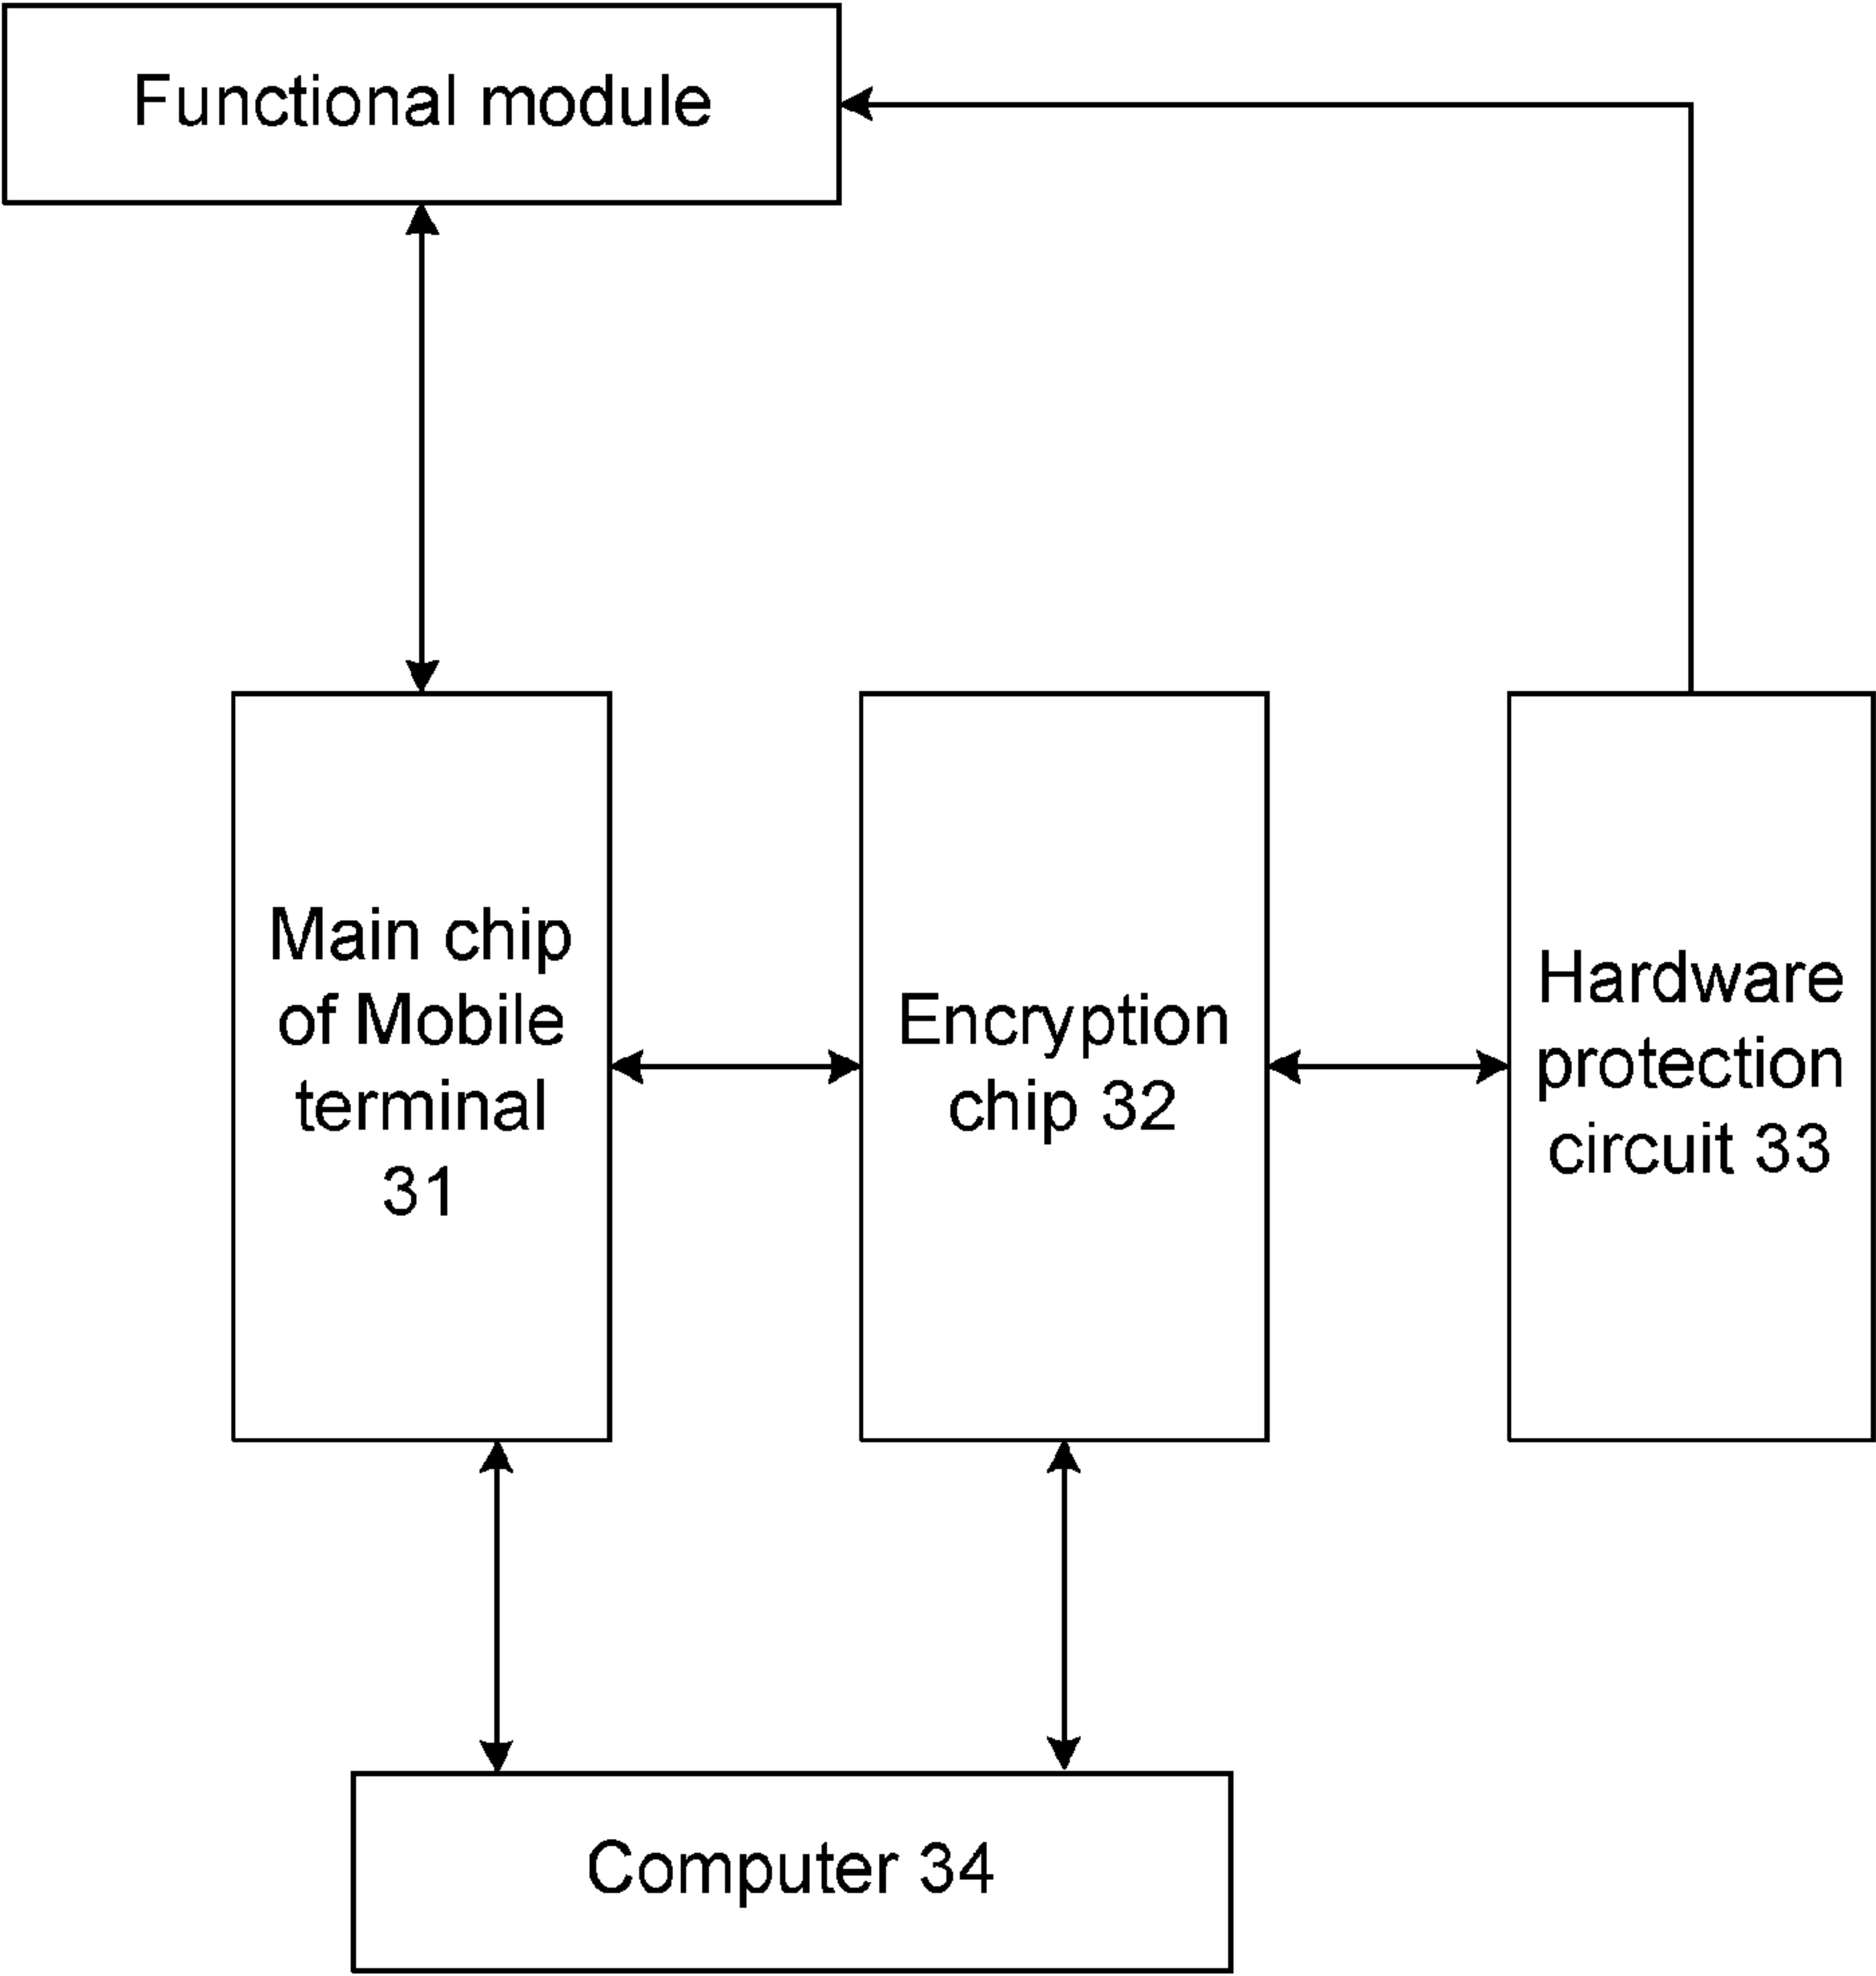 Functional module
Main chip
of Mobile
terminal
31
Encryption
chip 32
Hardware
protection
circuit 33
Computer 34